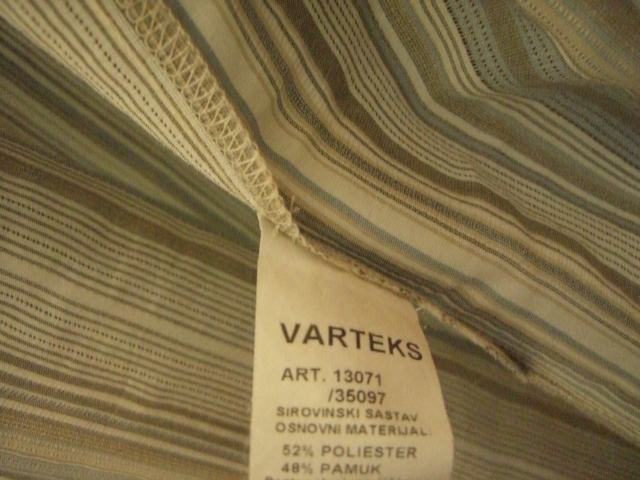 VARTEKS
ART. 13071
/35097
SIROVINSKI SASTAV
OSNOVNI MATERIJAL:
52% POLIESTER
48% PAMUK